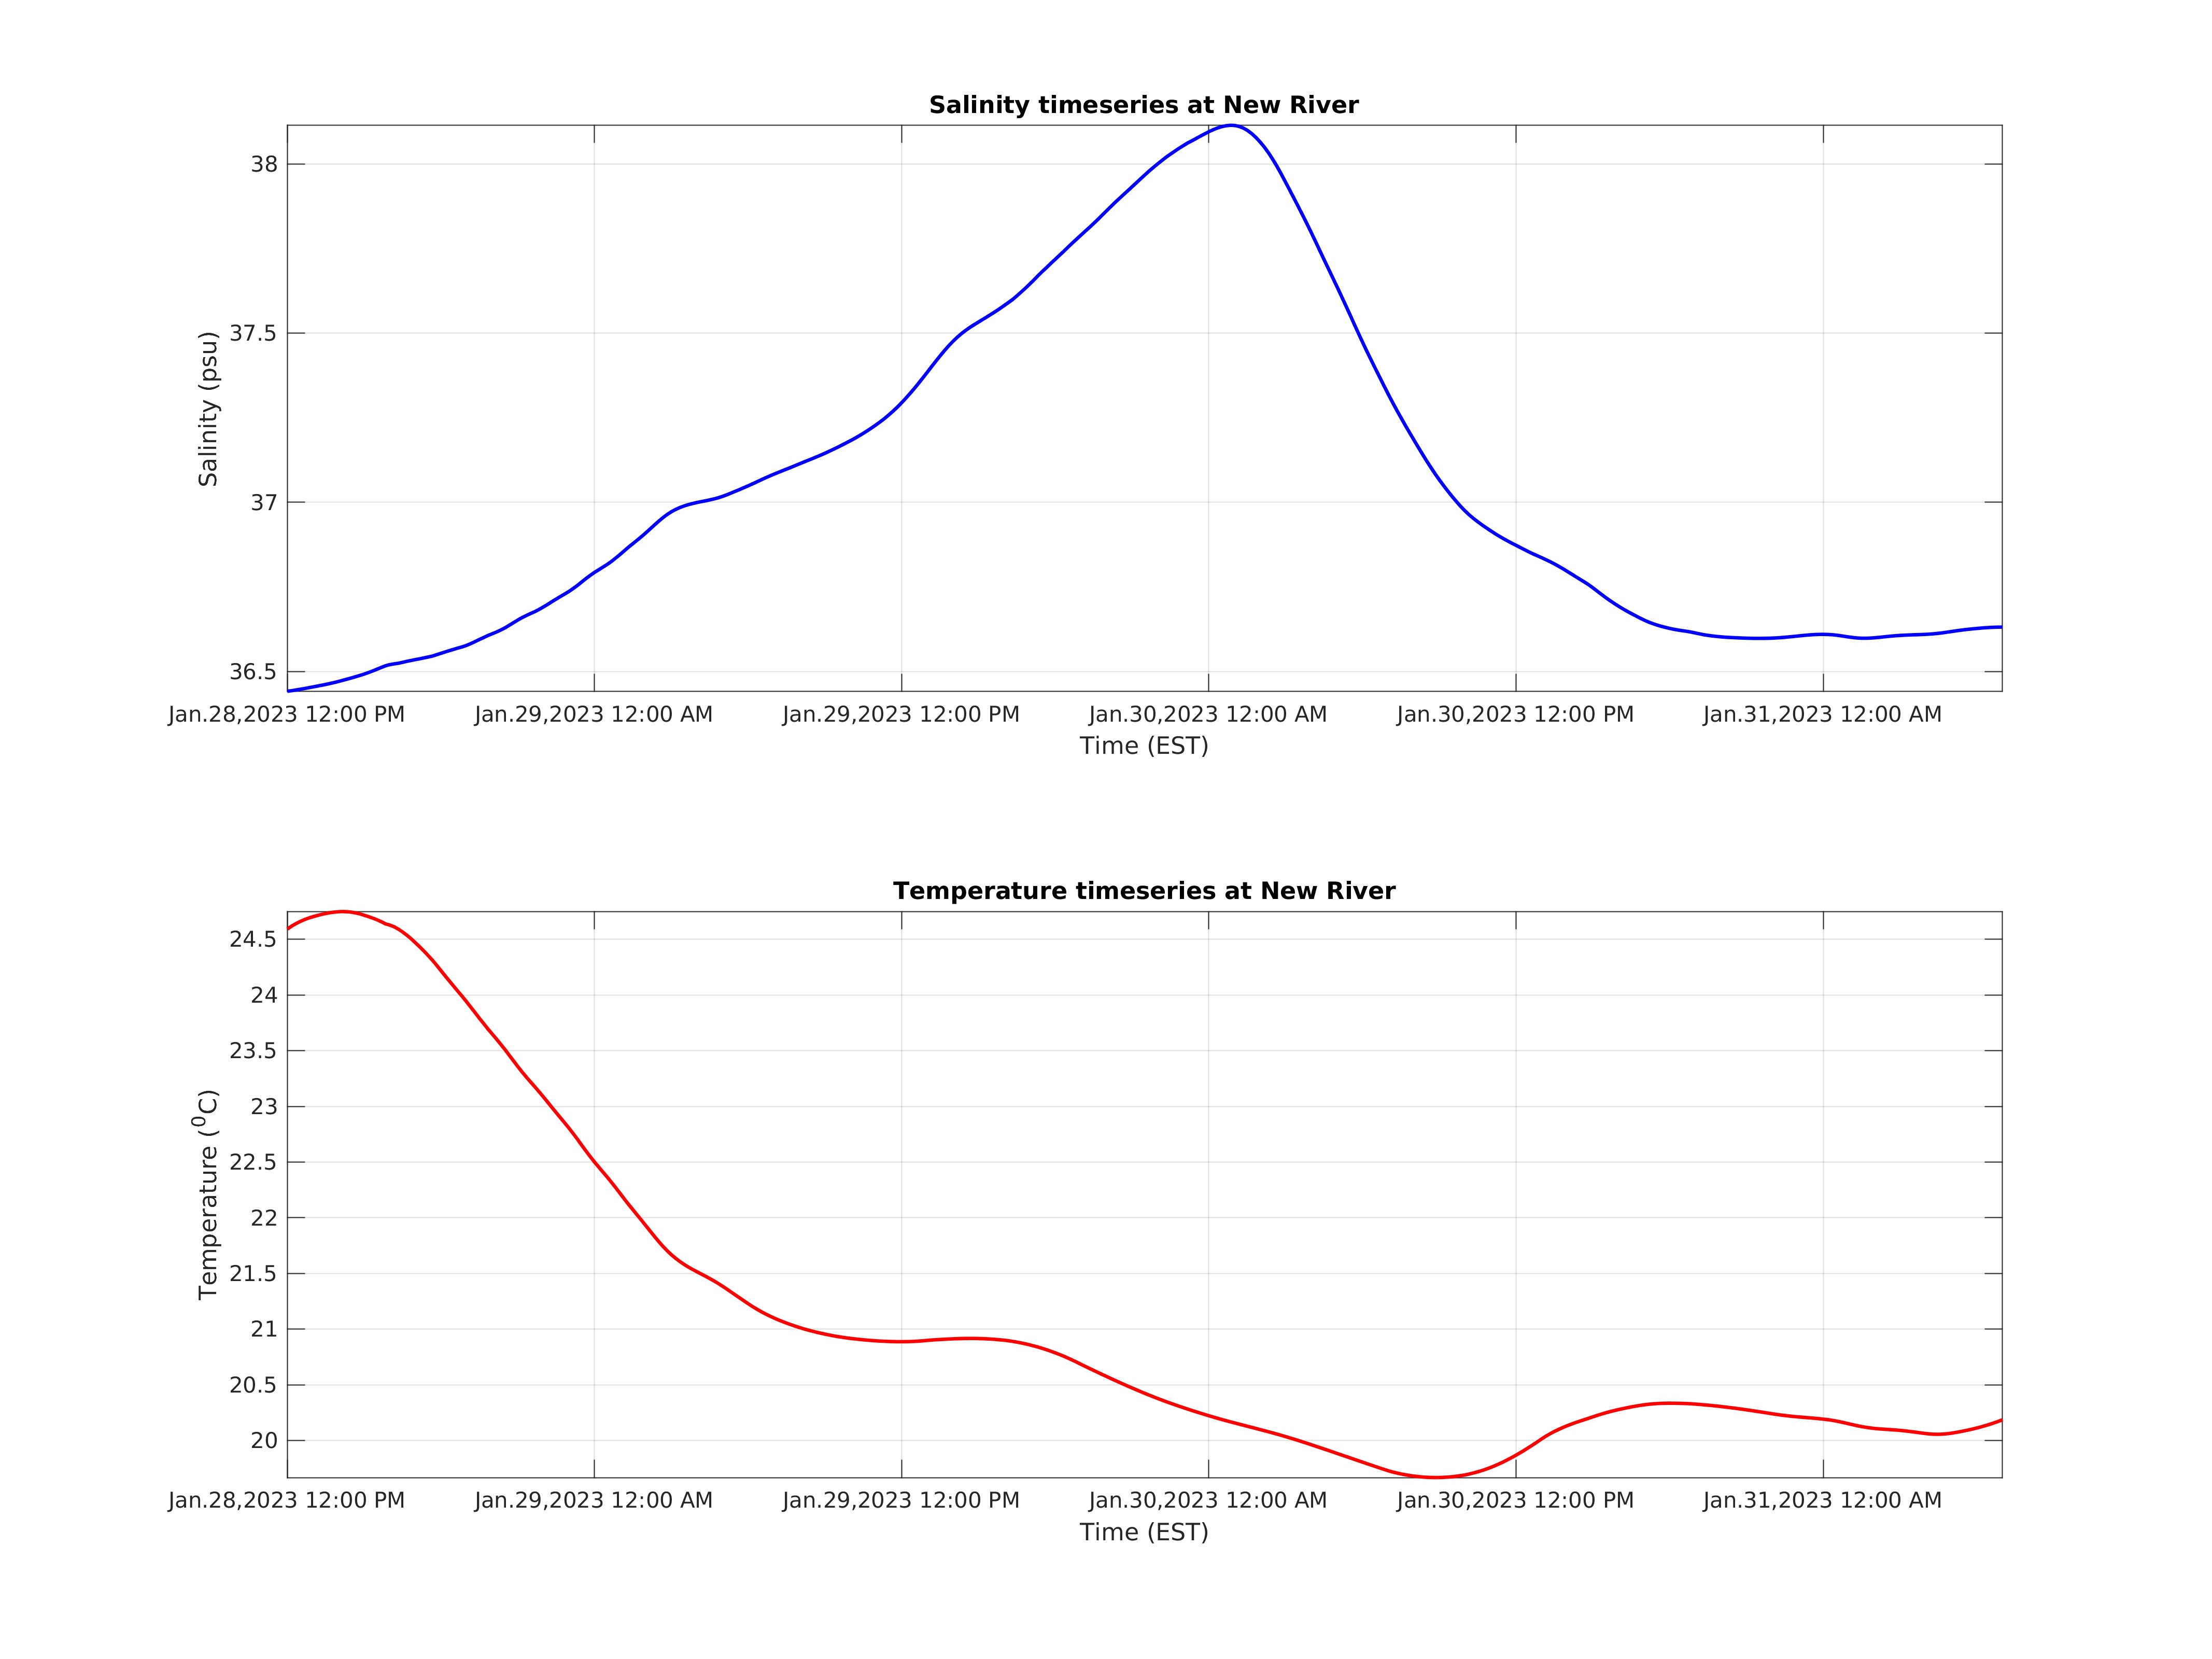 Salinity timeseries at New River
38
37.5
37
36.5
Salinity (psu)
Jan.28,2023 12:00 PM Jan.29,2023 12:00 AM Jan.29,2023 12:00 PM Jan.30,2023 12:00 AM Jan.30,2023 12:00 PM Jan.31,2023 12:00 AM
Time (EST)
Temperature timeseries at New River
24.5
24
23.5
23
22.5
22
21.5
21
20.5
20
Temperature (⁰C)
Jan.28,2023 12:00 PM Jan.29,2023 12:00 AM Jan.29,2023 12:00 PM Jan.30,2023 12:00 AM Jan.30,2023 12:00 PM Jan.31,2023 12:00 AM
Time (EST)